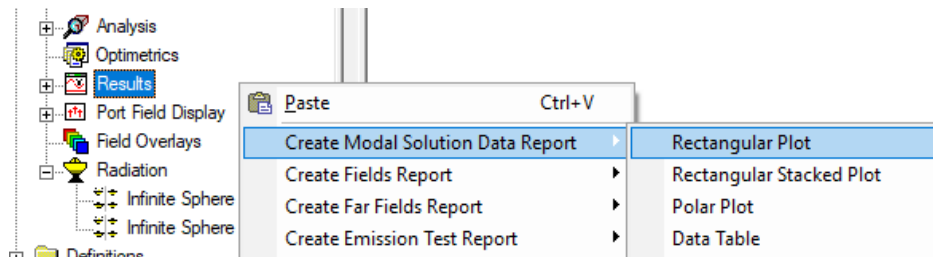 Analysis
Optimetrics
Results
Port Field Display
Field Overlays
Radiation
Infinite Sphere
Infinite Sphere
Definitions
Paste Ctrl+V
Create Modal Solution Data Report
Create Fields Report
Create Far Fields Report
Create Emission Test Report
Rectangular Plot
Rectangular Stacked Plot
Polar Plot
Data Table